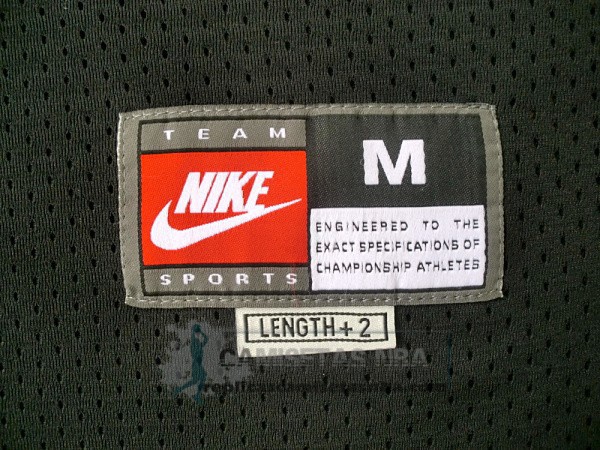 TEAM
NIKE
SPORTS
M
ENGINEERED TO THE
EXACT SPECIFICATIONS OF
CHAMPIONSHIP ATHLETES
LENGTH+2
CAMISETAS NBA